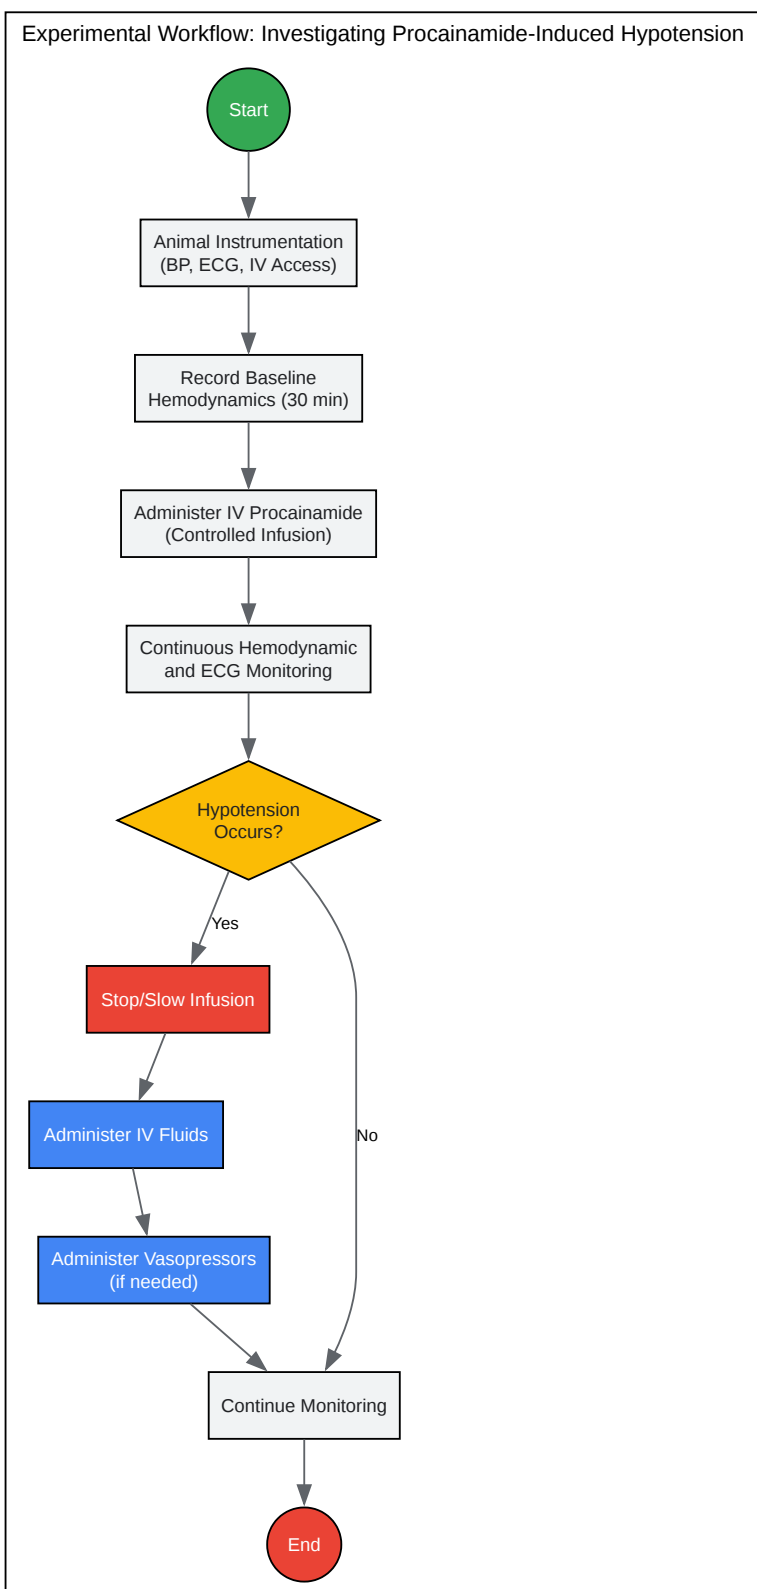 Experimental Workflow: Investigating Procainamide-Induced Hypotension
Start
Animal Instrumentation
(BP, ECG, IV Access)
Record Baseline
Hemodynamics (30 min)
Administer IV Procainamide
(Controlled Infusion)
Continuous Hemodynamic
and ECG Monitoring
Hypotension
Occurs?
Yes
Stop/Slow Infusion
Administer IV Fluids
No
Administer Vasopressors
(if needed)
Continue Monitoring
End